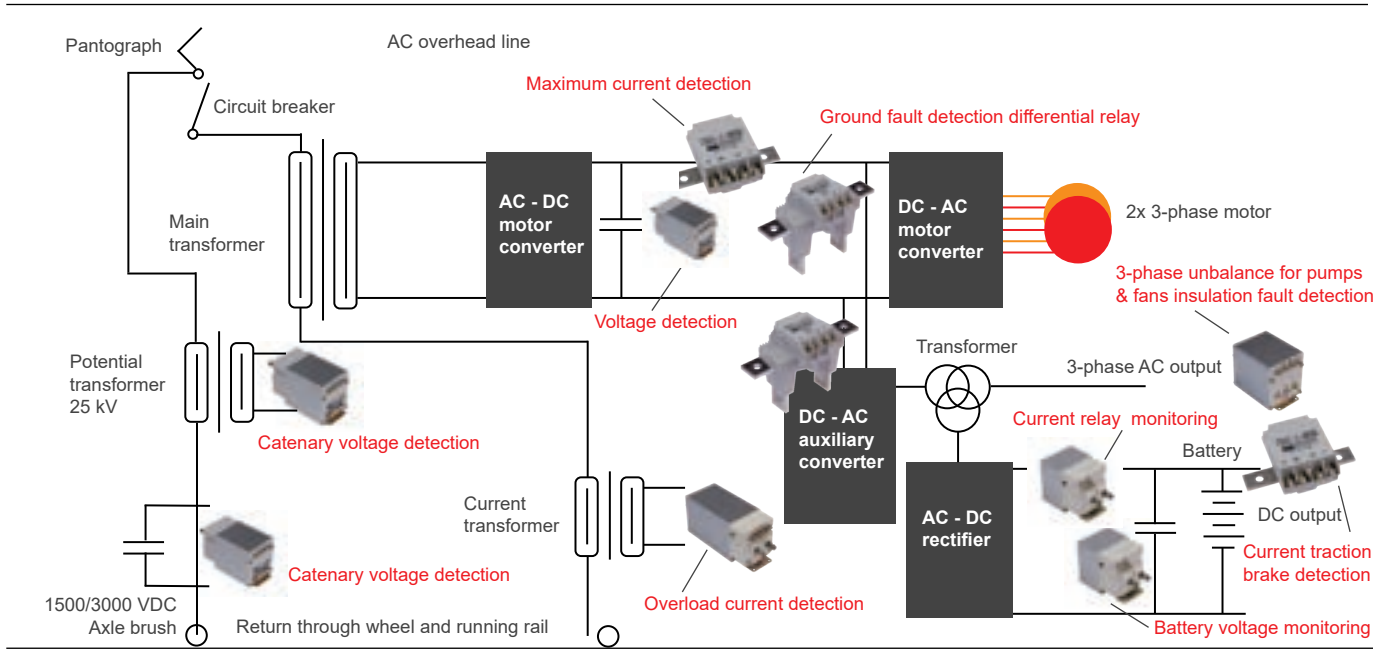 Pantograph
AC overhead line
Maximum current detection
Circuit breaker
Ground fault detection differential relay
AC - DC
motor
converter
DC - AC
motor
converter
2x 3-phase motor
Main
transformer
3-phase unbalance for pumps
& fans insulation fault detection
Voltage detection
Transformer
3-phase AC output
Potential
transformer
25 kV
Catenary voltage detection
DC - AC
auxiliary
converter
Current relay monitoring
Battery
Current
transformer
AC - DC
rectifier
DC output
Current traction
brake detection
Catenary voltage detection
Overload current detection
1500/3000 VDC
Axle brush
Return through wheel and running rail
Battery voltage monitoring